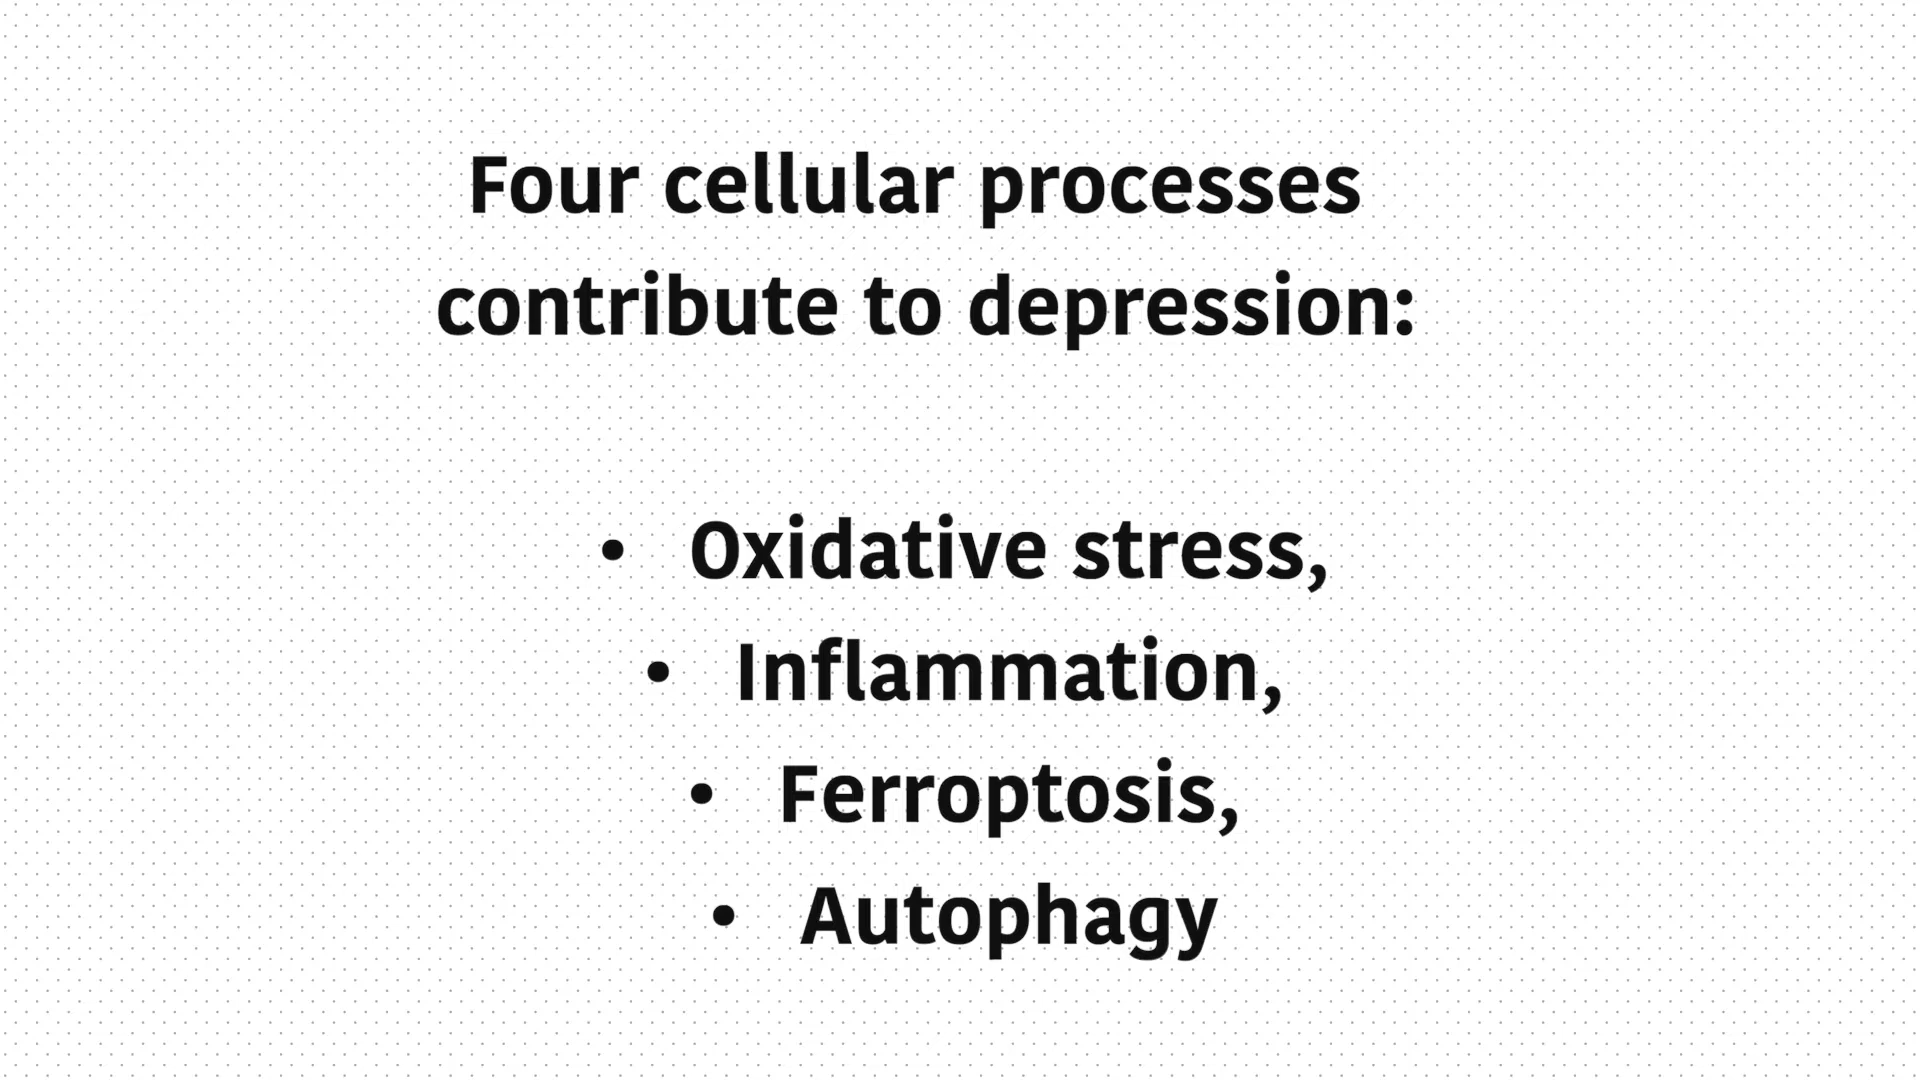 Four cellular processes
contribute to depression:
• Oxidative stress,
• Inflammation,
• Ferroptosis,
• Autophagy